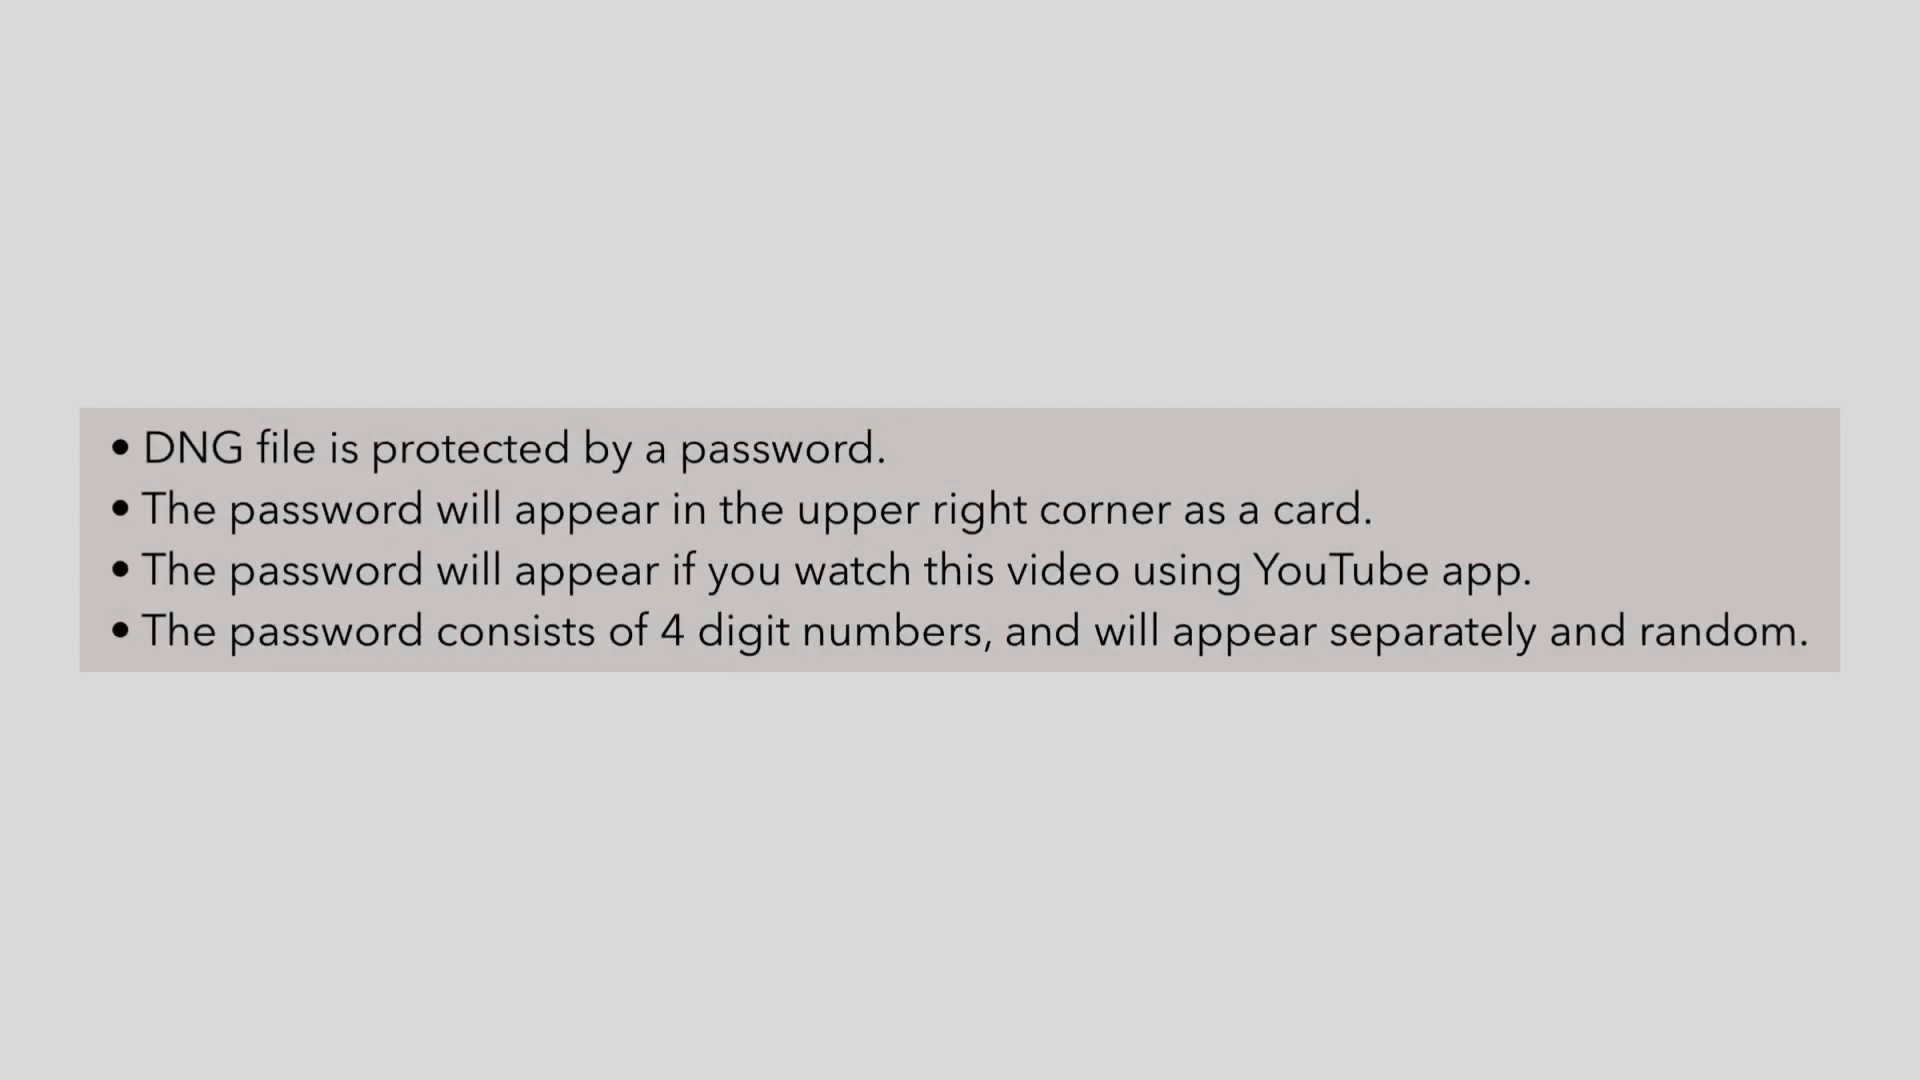 • DNG file is protected by a password.
• The password will appear in the upper right corner as a card.
• The password will appear if you watch this video using YouTube app.
• The password consists of 4 digit numbers, and will appear separately and random.